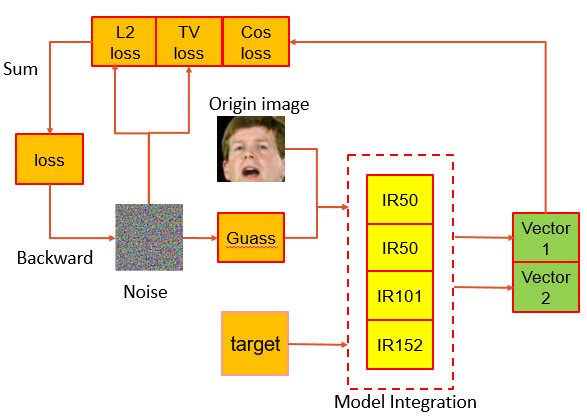 L2
loss
TV
loss
Cos
loss
Sum
Origin image
loss
IR50
Guass
IR50
Vector
1
Backward
Noise
IR101
Vector
2
target
IR152
Model Integration